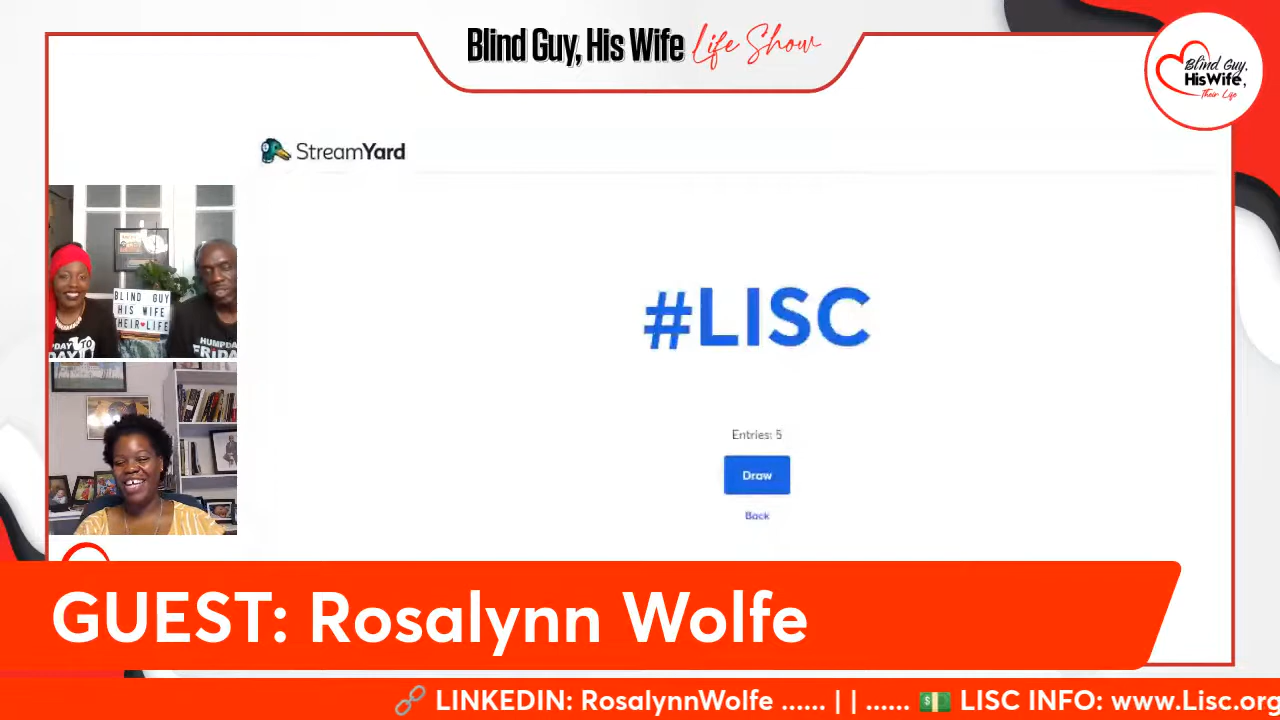 Blind Guy, His Wife Life Show
Blind Guy,
His Wife,
Their Life
StreamYard
BLIND GUY
HIS WIFE
THEIR♥LIFE
HUMPDAY
#LISC
Entries: 5
Draw
Back
GUEST: Rosalynn Wolfe
🔗 LINKEDIN: RosalynnWolfe ...... | | ...... 💵 LISC INFO: www.Lisc.org